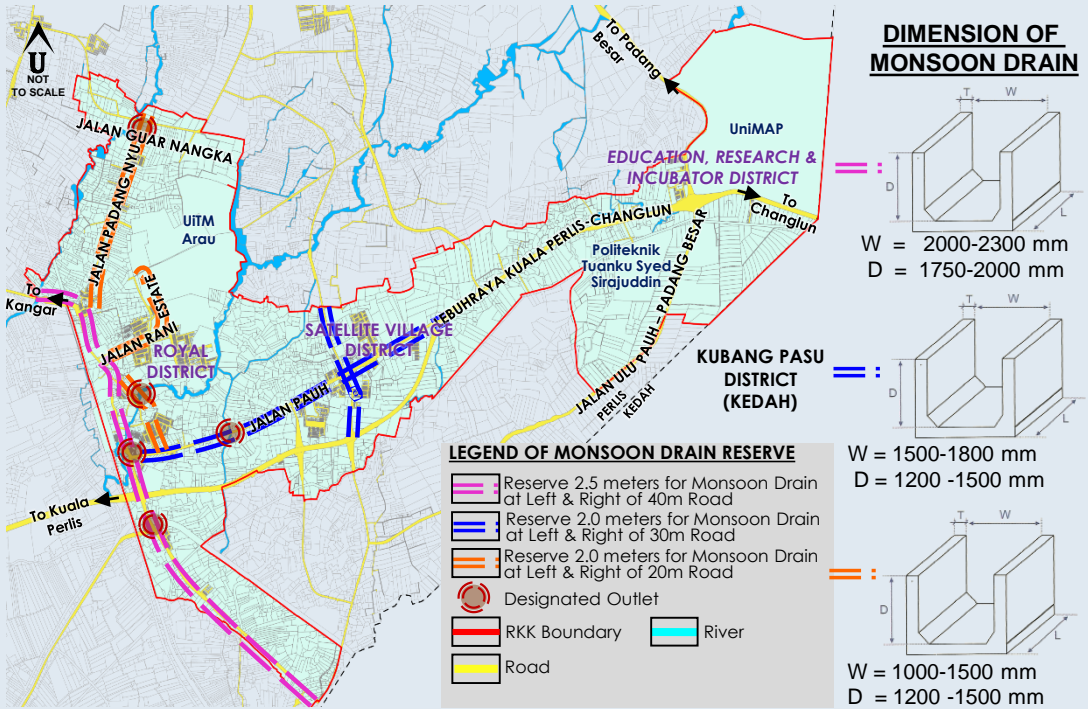 U
NOT
TO SCALE
To Padang
Besar
JALAN GUAR NANGKA
JALAN PADANG NYU
UiTM
Arau
To
Kangar
ESTATE
JALAN RANI
ROYAL
DISTRICT
SATELLITE VILLAGE
DISTRICT
JALAN PAUH
LEBUHRAYA KUALA PERLIS-CHANGLUN
UniMAP
EDUCATION, RESEARCH &
INCUBATOR DISTRICT
To
Changlun
Politeknik
Tuanku Syed
Sirajuddin
JALAN ULU PAUH - PADANG BESAR
PERLIS
KEDAH
KUBANG PASU
DISTRICT
(KEDAH)
To Kuala
Perlis
LEGEND OF MONSOON DRAIN RESERVE
Reserve 2.5 meters for Monsoon Drain
at Left & Right of 40m Road
Reserve 2.0 meters for Monsoon Drain
at Left & Right of 30m Road
Reserve 2.0 meters for Monsoon Drain
at Left & Right of 20m Road
Designated Outlet
RKK Boundary
River
Road
DIMENSION OF
MONSOON DRAIN
T
W
D
L
W = 2000-2300 mm
D = 1750-2000 mm
T
W
D
L
W = 1500-1800 mm
D = 1200 -1500 mm
T
W
D
L
W = 1000-1500 mm
D = 1200 -1500 mm